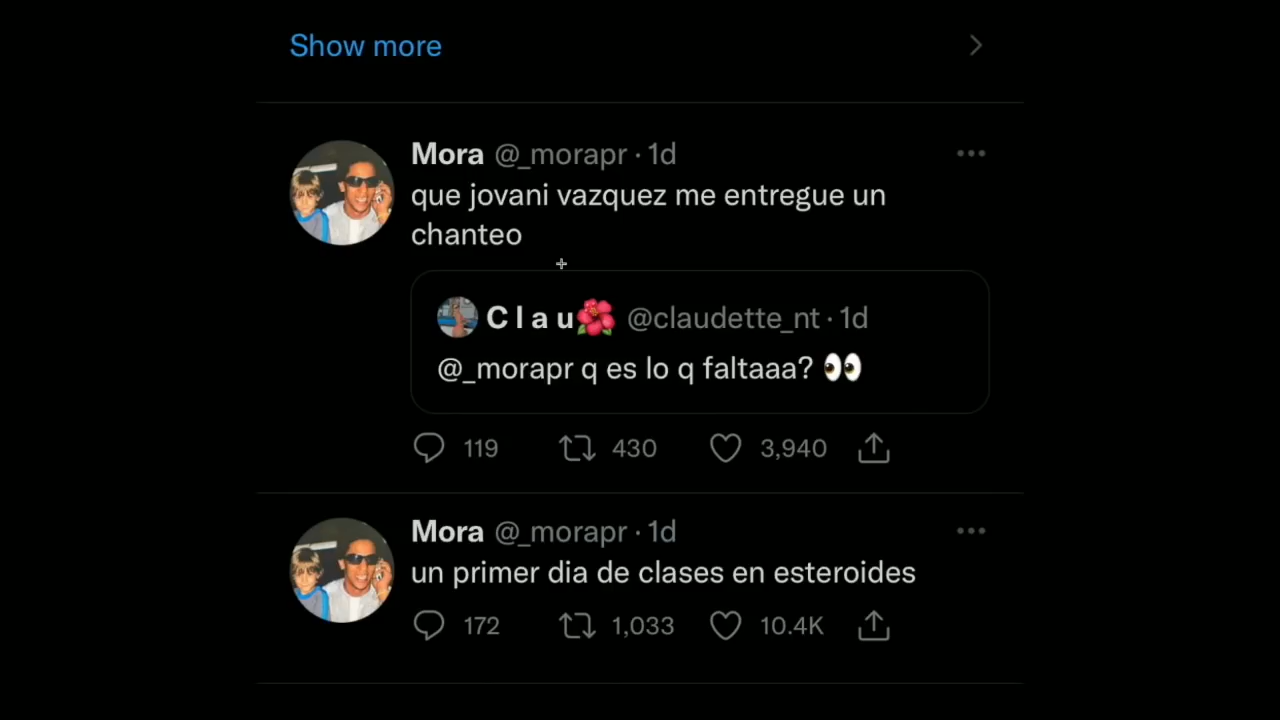 Show more
Mora @_morapr · 1d
que jovani vazquez me entregue un
chanteo
C l a u🌺 @claudette_nt · 1d
@_morapr q es lo q faltaaa? 👀
119 430 3,940
Mora @_morapr · 1d
un primer dia de clases en esteroides
172 1,033 10.4K